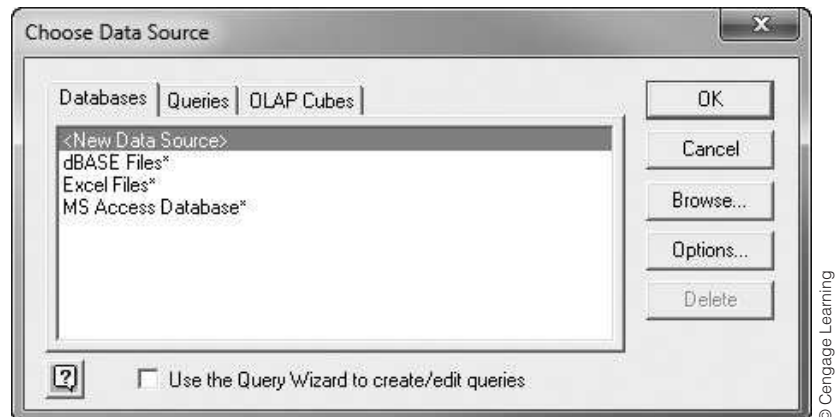 Choose Data Source
X
Databases
Queries
OLAP Cubes
<New Data Source>
dBASE Files*
Excel Files*
MS Access Database*
OK
Cancel
Browse...
Options...
Delete
?
Use the Query Wizard to create/edit queries
© Cengage Learning